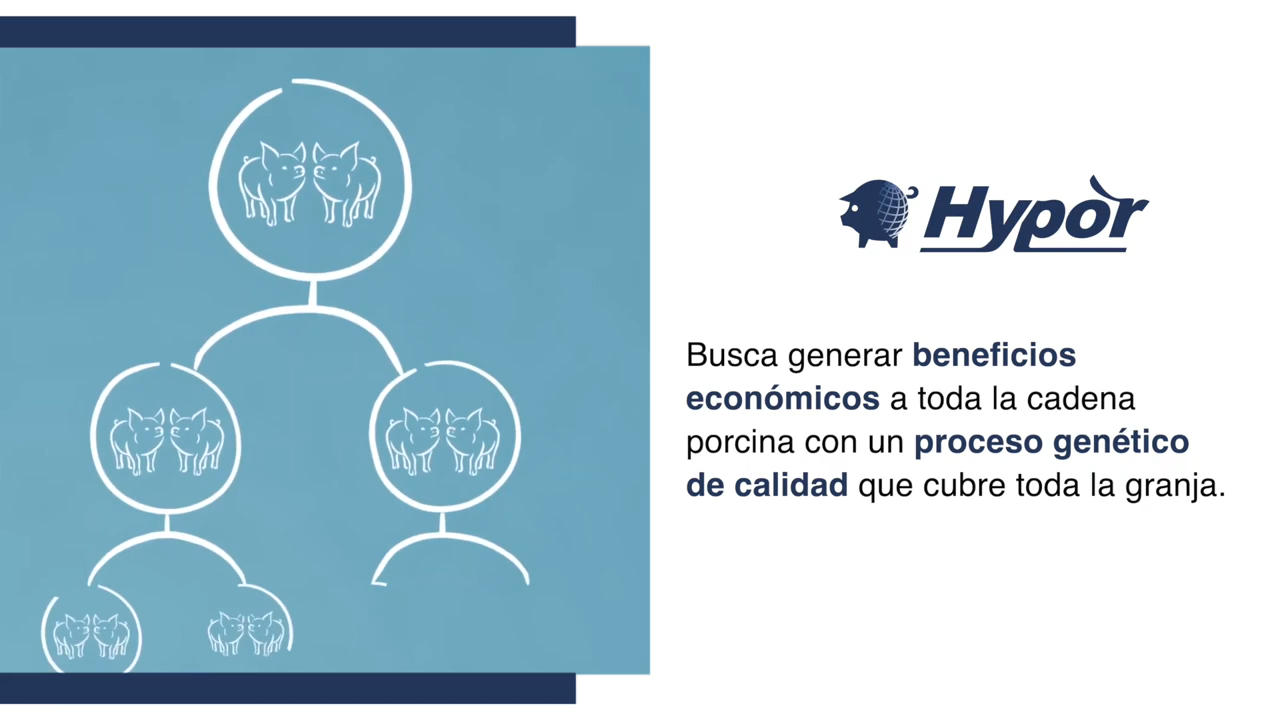 Hypor
Busca generar beneficios
económicos a toda la cadena
porcina con un proceso genético
de calidad que cubre toda la granja.